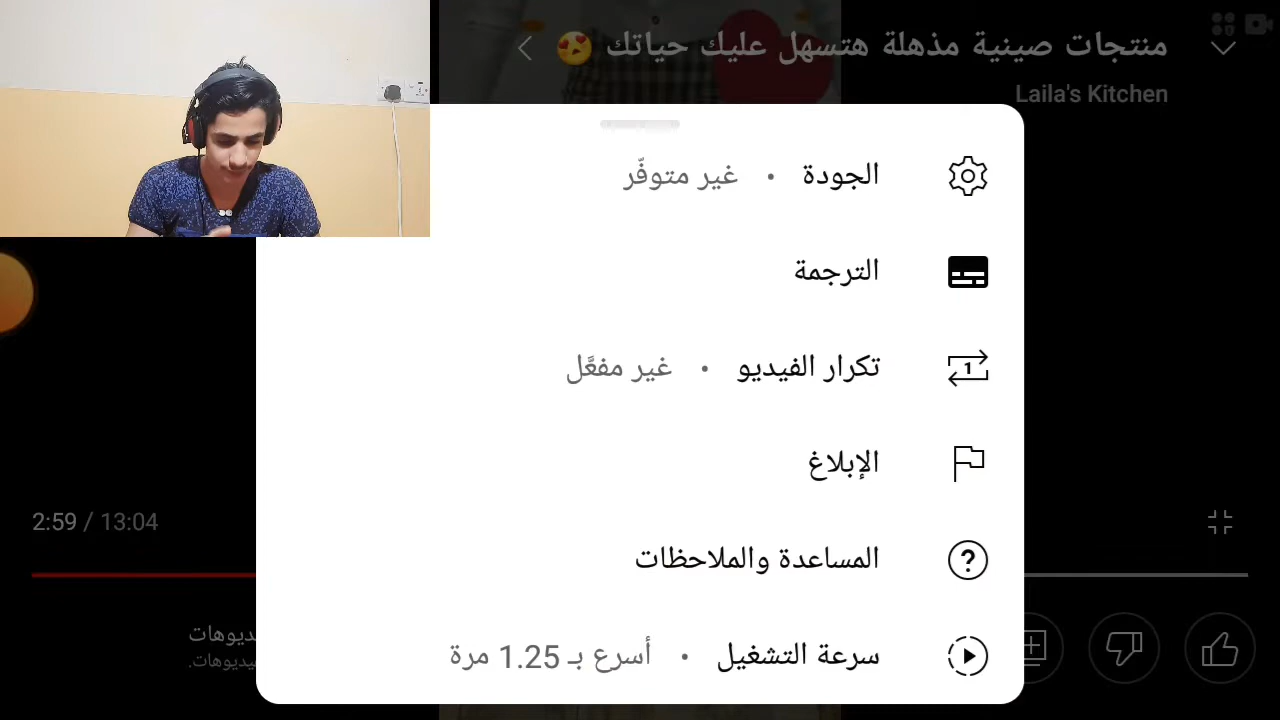 منتجات صينية مذهلة هتسهل عليك حياتك 😍
Laila's Kitchen
الجودة • غير متوفّر
الترجمة
تكرار الفيديو • غير مفعَّل
1
الإبلاغ
2:59 / 13:04
المساعدة والملاحظات
?
سرعة التشغيل • أسرع بـ 1.25 مرة